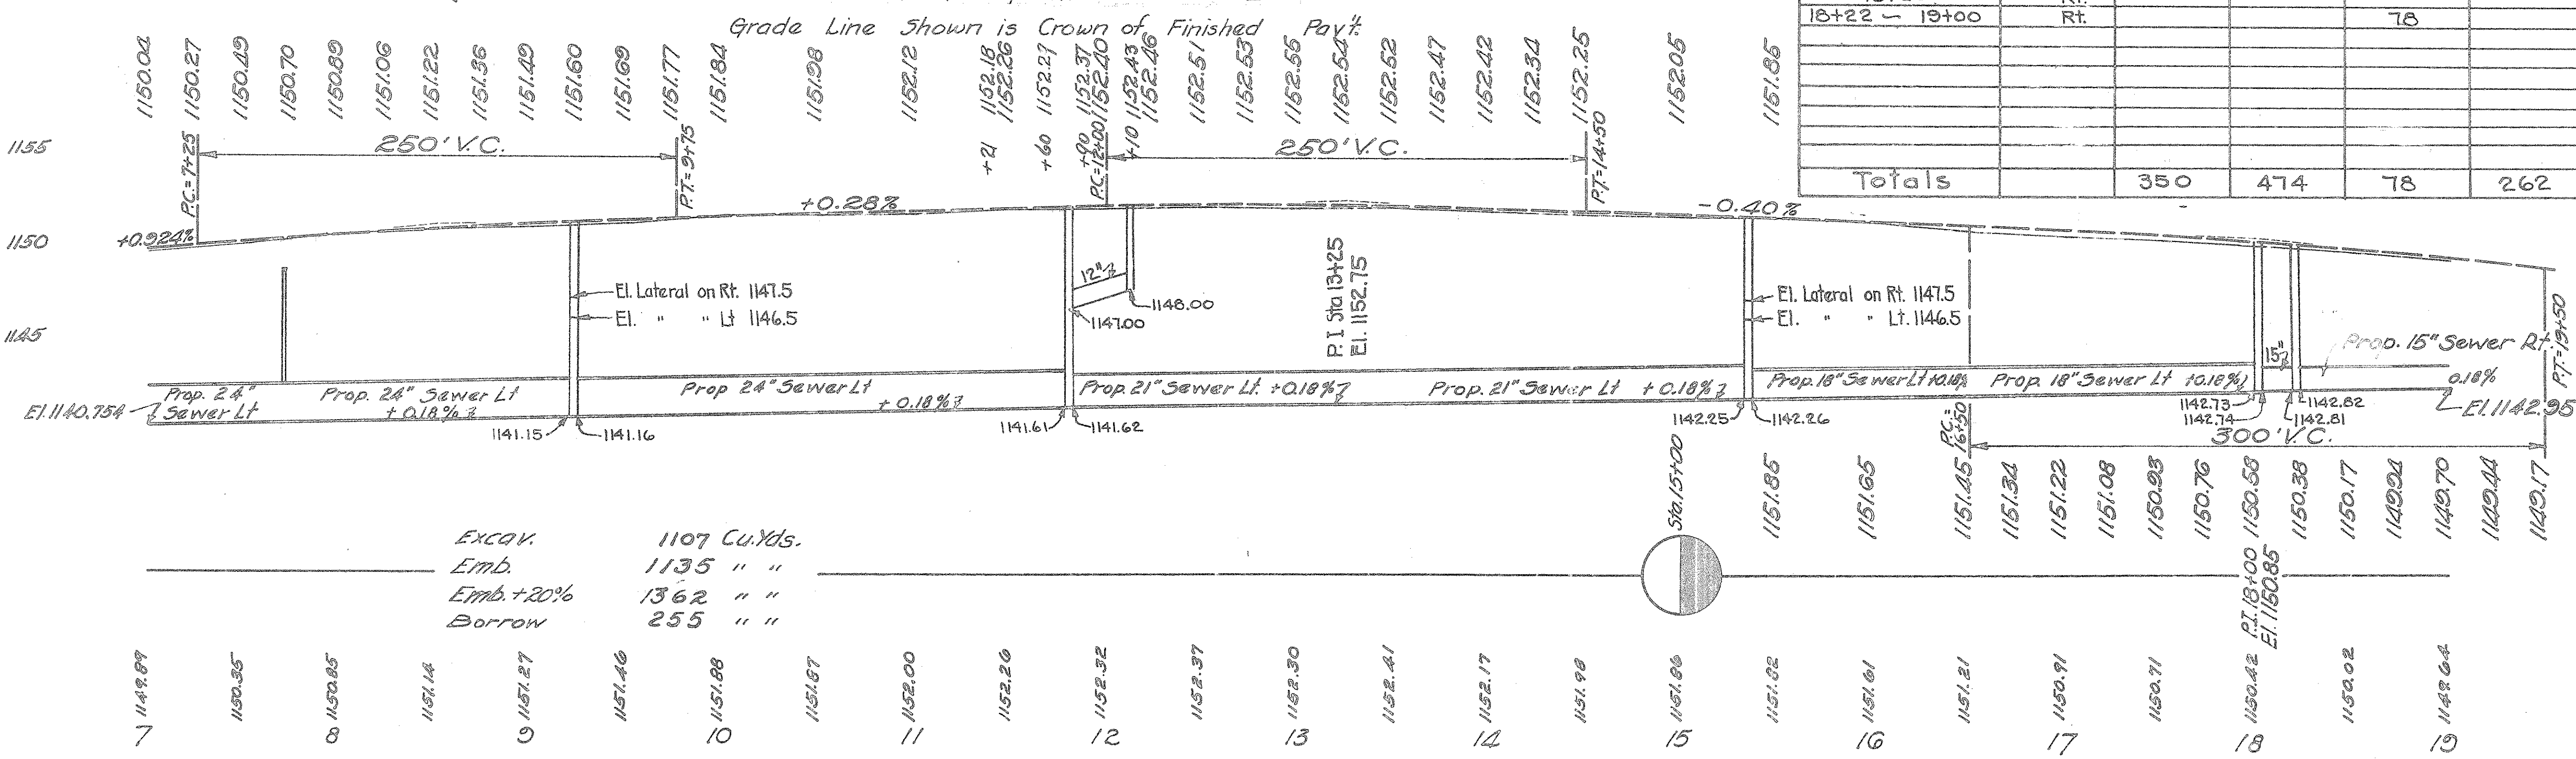 Grade Line Shown is Crown of Finished Pav't.
18+22 ~ 19+00 Rt. 78
Totals 350 474 78 262
1150.04 1150.27 1150.49 1150.70 1150.89 1151.06 1151.22 1151.36 1151.49 1151.60 1151.69 1151.77 1151.84 1151.98 1152.12 1152.18 1152.26 1152.29 1152.37 1152.40 1152.43 1152.46 1152.51 1152.53 1152.55 1152.54 1152.52 1152.47 1152.42 1152.34 1152.25 1152.05 1151.85
+21 +60 +90 +10
1155
P.C.=7+25
250' V.C.
P.T.=9+75
P.C.=12+00
250' V.C.
P.T.=14+50
1150
+0.924%
+0.28%
-0.40%
El. Lateral on Rt. 1147.5
El. " " Lt 1146.5
12"
1148.00
1147.00
P.I Sta 13+25
El. 1152.75
El. Lateral on Rt. 1147.5
El. " " Lt. 1146.5
1145
15"
Prop. 15" Sewer Rt.
0.18%
P.T.=19+50
El. 1140.754
Prop. 24"
Sewer Lt
Prop. 24" Sewer Lt
+0.18%
Prop 24" Sewer Lt
+0.18%
Prop. 21" Sewer Lt. +0.18%
Prop. 21" Sewer Lt +0.18%
Prop. 18" Sewer Lt +0.18%
Prop. 18" Sewer Lt +0.18%
1141.15 1141.16
1141.61 1141.62
1142.25 1142.26
1142.73
1142.74
1142.82
1142.81
El. 1142.95
P.C.=
16+50
300' V.C.
Sta. 15+00
1151.85 1151.65 1151.45 1151.34 1151.22 1151.08 1150.93 1150.76 1150.58 1150.38 1150.17 1149.94 1149.70 1149.44 1149.17
Excav. 1107 Cu.Yds.
Emb. 1135 " "
Emb.+20% 1362 " "
Borrow 255 " "
P.I. 18+00
El. 1150.85
1149.89 1150.35 1150.85 1151.14 1151.27 1151.46 1151.88 1151.87 1152.00 1152.26 1152.32 1152.37 1152.30 1152.41 1152.17 1151.98 1151.86 1151.82 1151.61 1151.21 1150.91 1150.71 1150.42 1150.02 1149.64
7 8 9 10 11 12 13 14 15 16 17 18 19